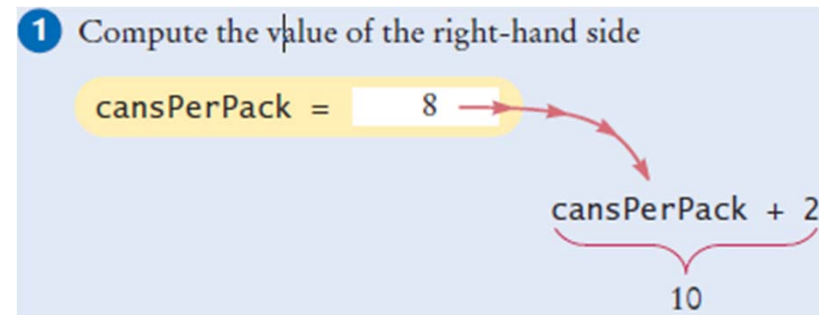 1 Compute the value of the right-hand side
cansPerPack = 8
cansPerPack + 2
10